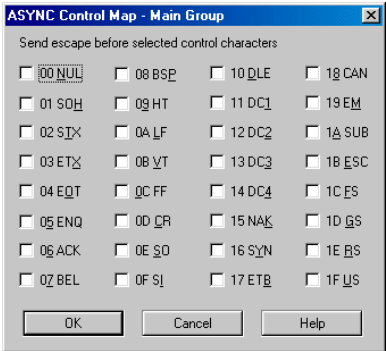 ASYNC Control Map - Main Group
Send escape before selected control characters
00 NUL 08 BSP 10 DLE 18 CAN
01 SOH 09 HT 11 DC1 19 EM
02 STX 0A LF 12 DC2 1A SUB
03 ETX 0B VT 13 DC3 1B ESC
04 EOT 0C FF 14 DC4 1C FS
05 ENQ 0D CR 15 NAK 1D GS
06 ACK 0E SO 16 SYN 1E RS
07 BEL 0F SI 17 ETB 1F US
OK Cancel Help